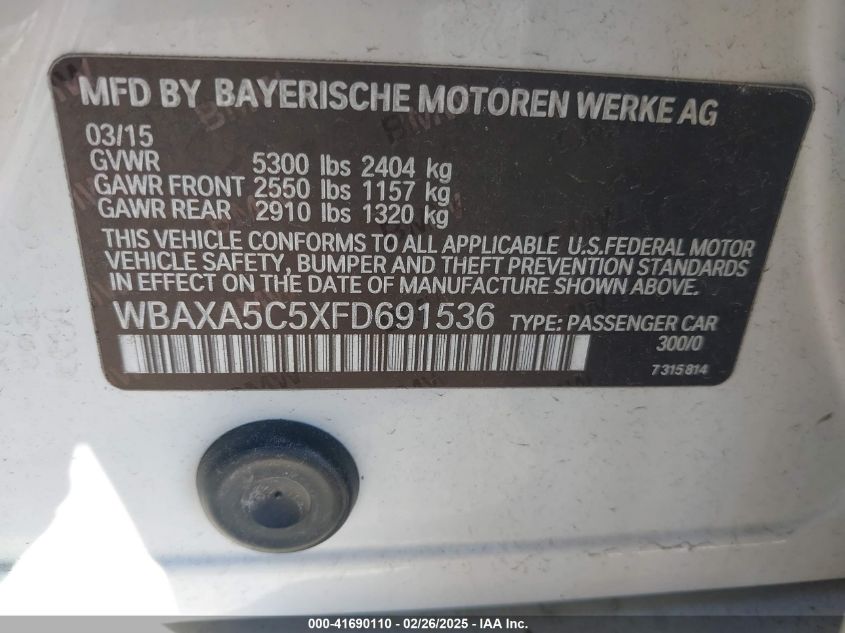 MFD BY BAYERISCHE MOTOREN WERKE AG
03/15
GVWR 5300 lbs 2404 kg
GAWR FRONT 2550 lbs 1157 kg
GAWR REAR 2910 lbs 1320 kg
THIS VEHICLE CONFORMS TO ALL APPLICABLE U.S.FEDERAL MOTOR
VEHICLE SAFETY, BUMPER AND THEFT PREVENTION STANDARDS
IN EFFECT ON THE DATE OF MANUFACTURE SHOWN ABOVE.
WBAXA5C5XFD691536 TYPE: PASSENGER CAR
300/0
7 315 814
000-41690110 - 02/26/2025 - IAA Inc.